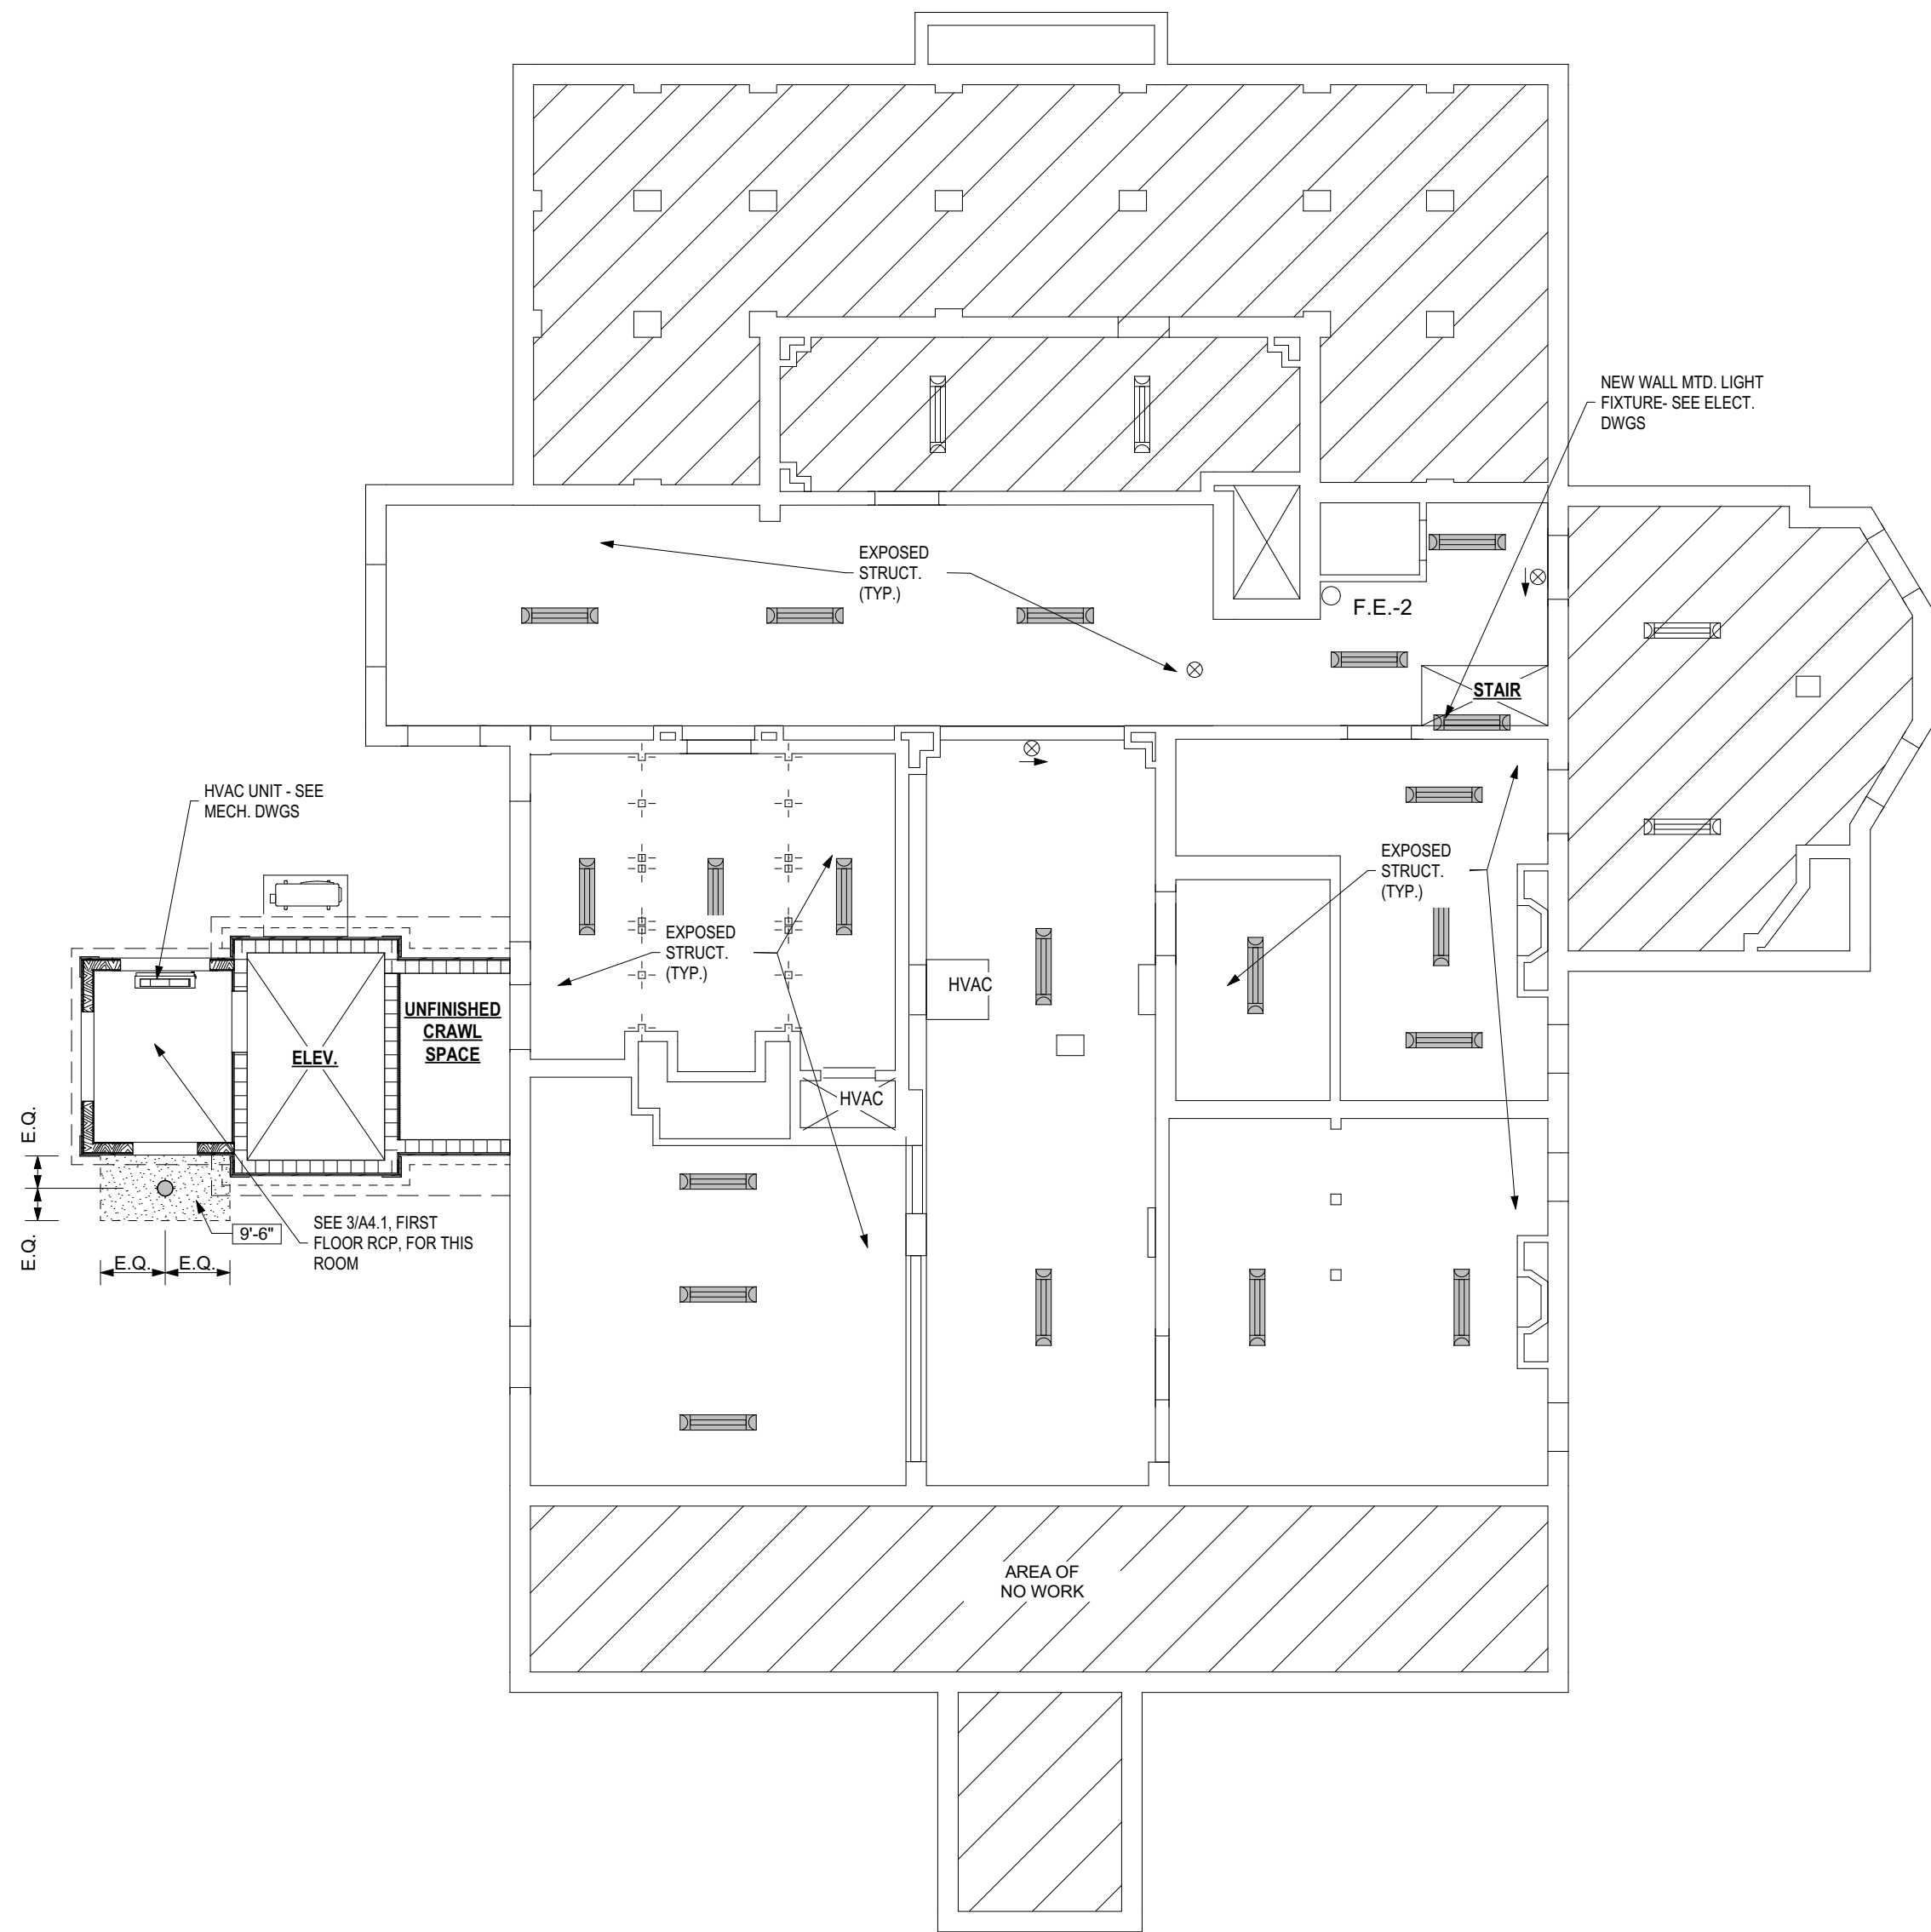 NEW WALL MTD. LIGHT
FIXTURE- SEE ELECT.
DWGS
EXPOSED
STRUCT.
(TYP.)
F.E.-2
STAIR
HVAC UNIT - SEE
MECH. DWGS
EXPOSED
STRUCT.
(TYP.)
EXPOSED
STRUCT.
(TYP.)
HVAC
UNFINISHED
CRAWL
SPACE
ELEV.
HVAC
E.Q.
E.Q.
9'-6"
SEE 3/A4.1, FIRST
FLOOR RCP, FOR THIS
ROOM
E.Q.
E.Q.
AREA OF
NO WORK